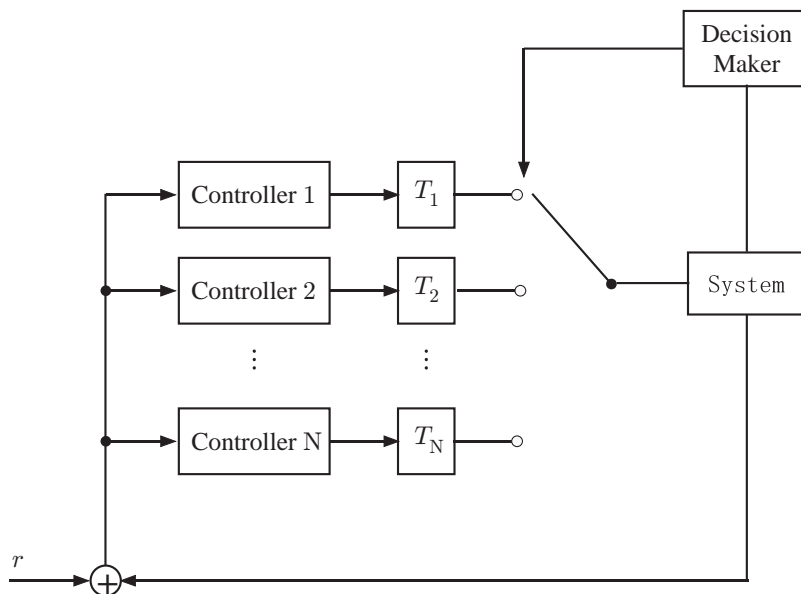 Decision
Maker
Controller 1
T1
Controller 2
T2
System
⋮
⋮
Controller N
TN
r
+